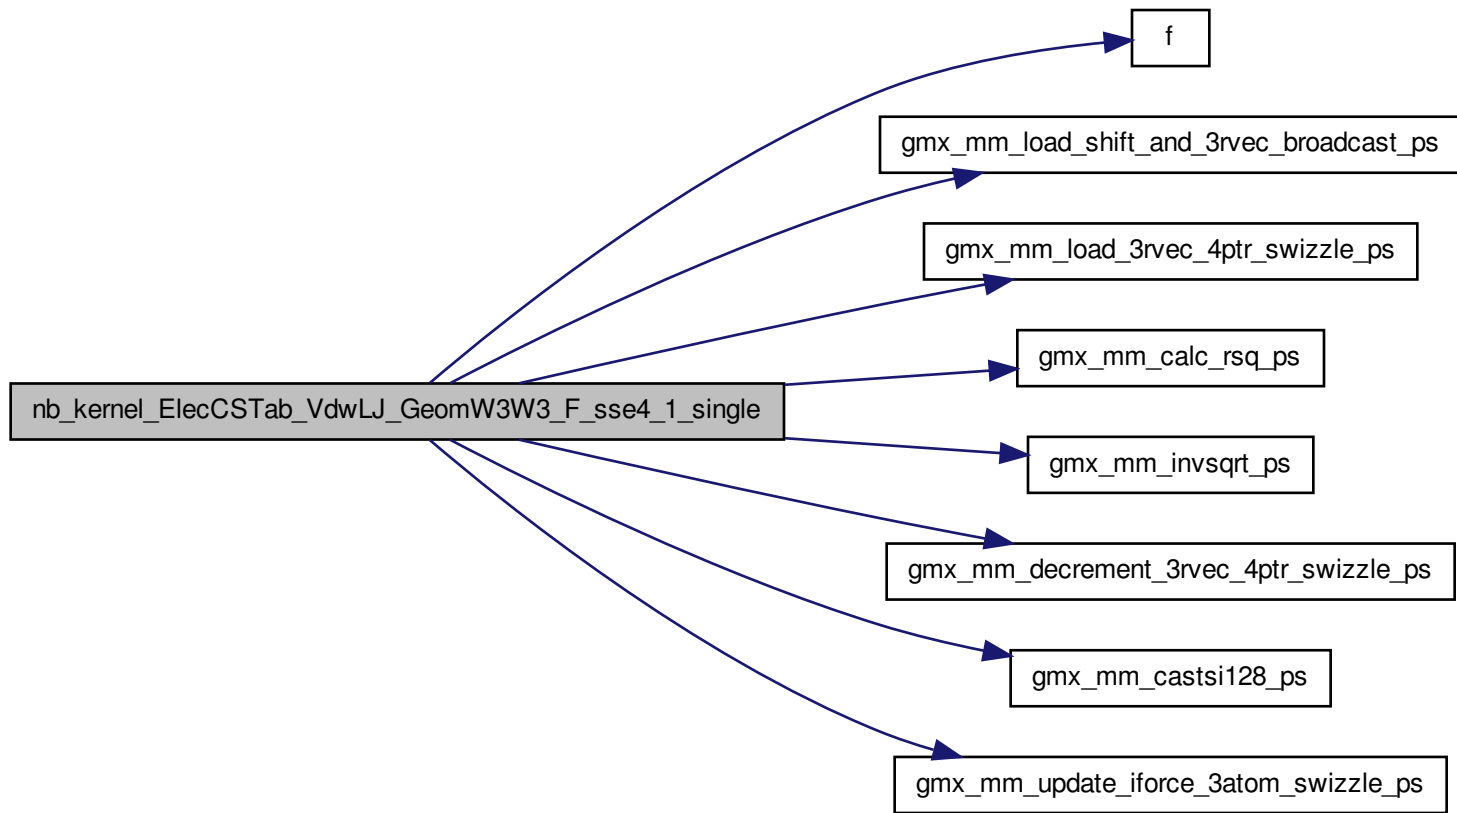 f
gmx_mm_load_shift_and_3rvec_broadcast_ps
gmx_mm_load_3rvec_4ptr_swizzle_ps
gmx_mm_calc_rsq_ps
nb_kernel_ElecCSTab_VdwLJ_GeomW3W3_F_sse4_1_single
gmx_mm_invsqrt_ps
gmx_mm_decrement_3rvec_4ptr_swizzle_ps
gmx_mm_castsi128_ps
gmx_mm_update_iforce_3atom_swizzle_ps